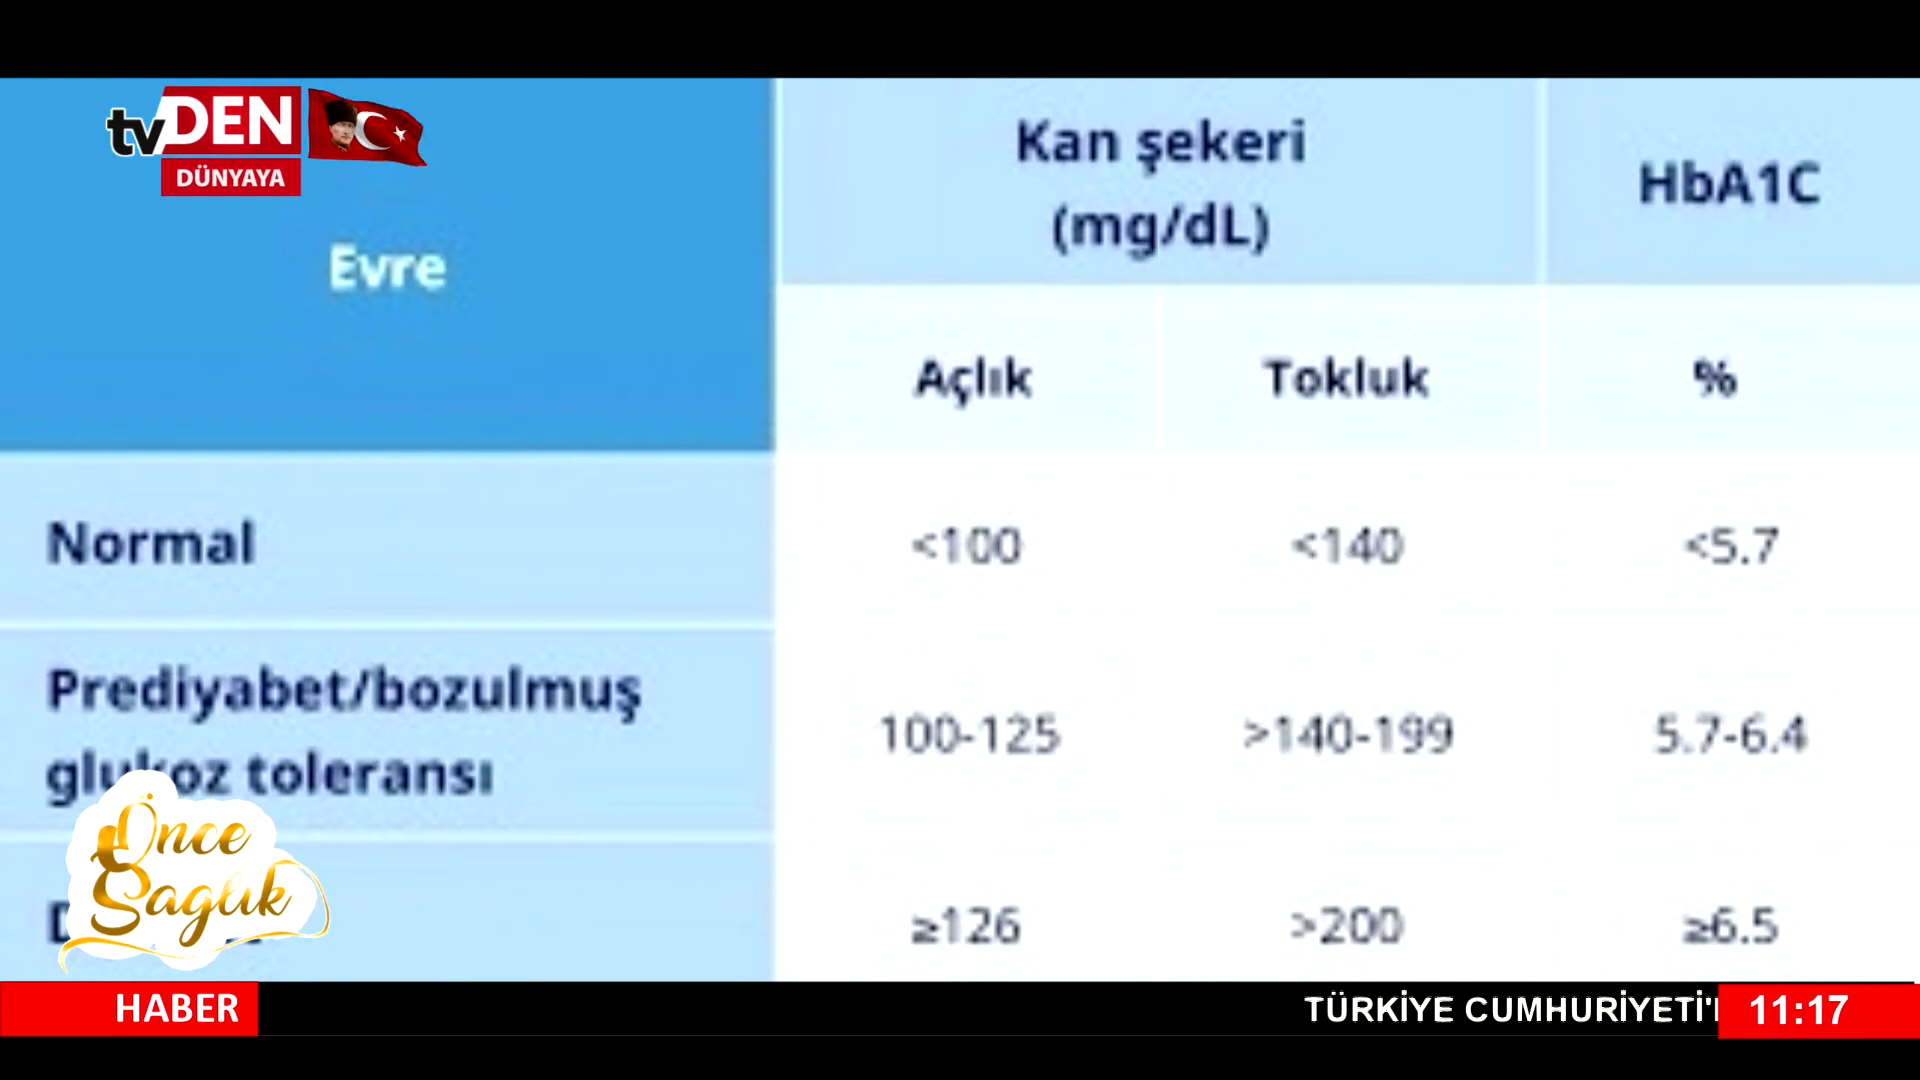 tvDEN
DÜNYAYA
Evre
Kan şekeri
(mg/dL)
HbA1C
Açlık
Tokluk
%
Normal
<100
<140
<5.7
Prediyabet/bozulmuş
glukoz toleransı
100-125
>140-199
5.7-6.4
≥126
>200
≥6.5
Önce
Sağlık
HABER
TÜRKİYE CUMHURİYETİ'
11:17